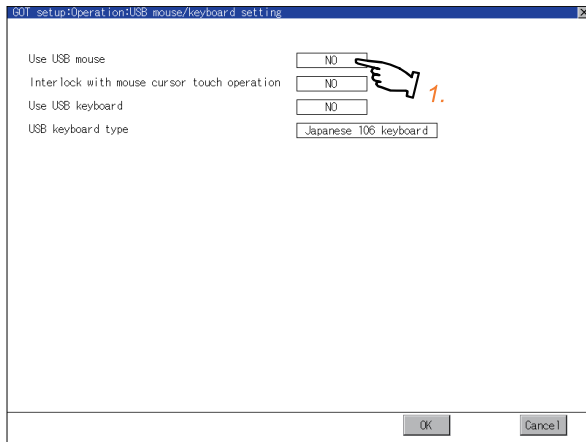 GOT setup:Operation:USB mouse/keyboard setting X
Use USB mouse NO
Interlock with mouse cursor touch operation NO
1.
Use USB keyboard NO
USB keyboard type Japanese 106 keyboard
OK Cancel